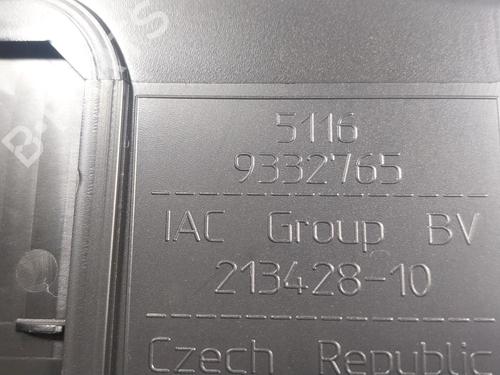 5116
9332765
IAC Group BV
213428-10
Czech Republic